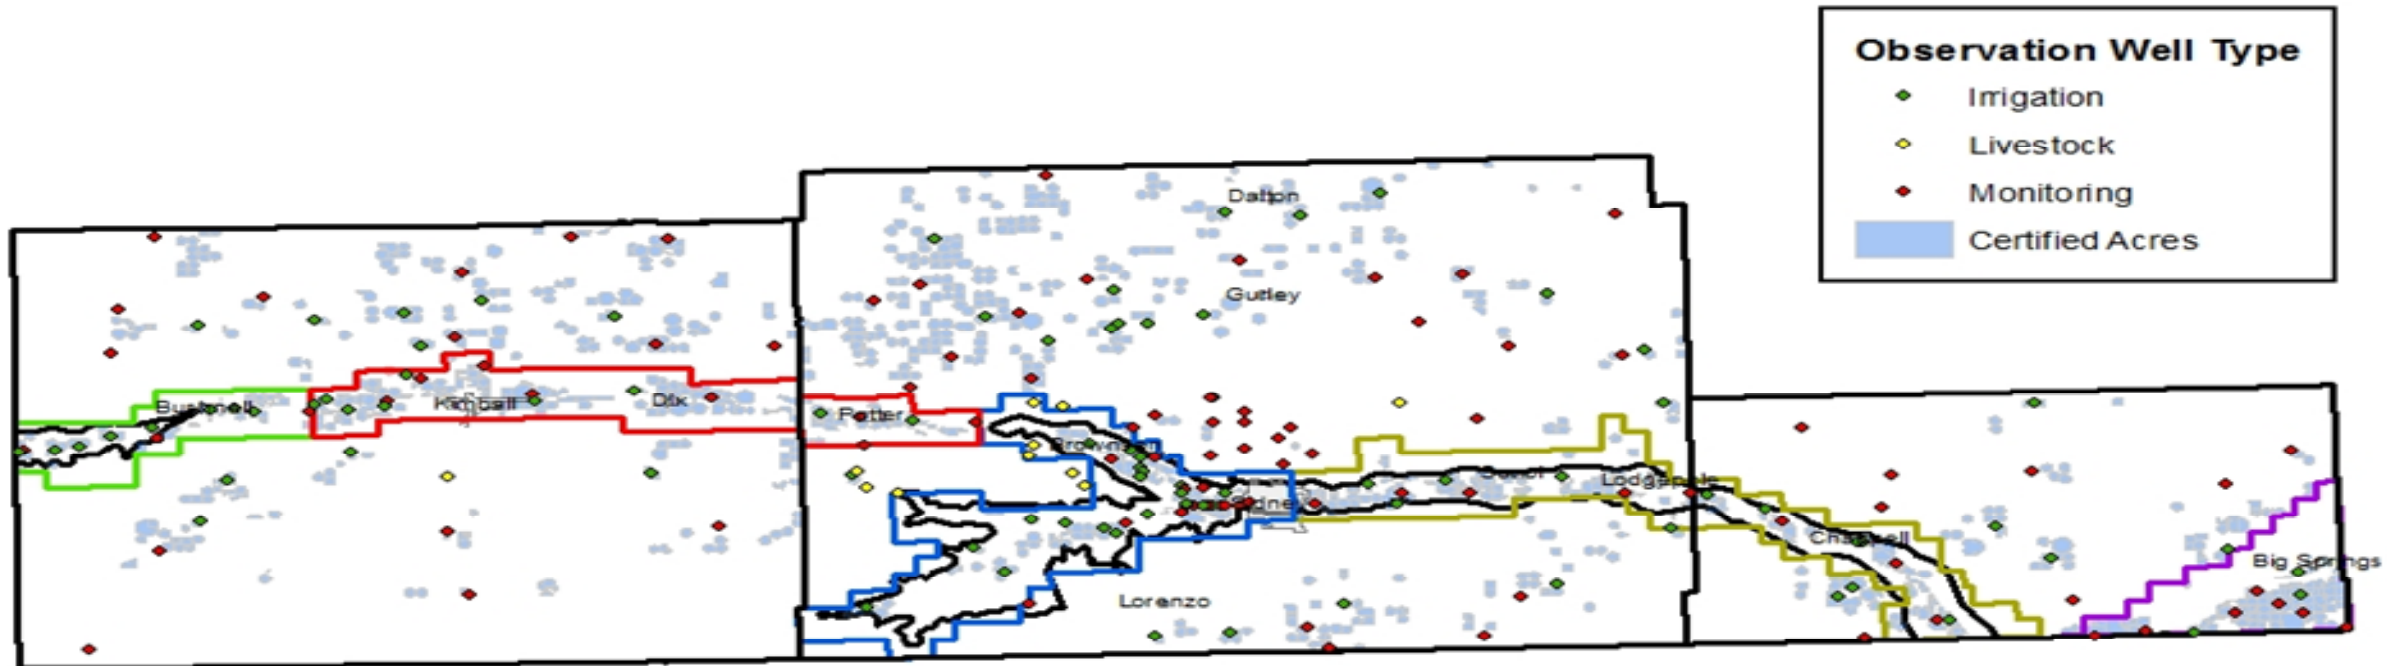 Observation Well Type
Irrigation
Livestock
Monitoring
Certified Acres
Dalton
Gurley
Bushnell
Kimball
Dix
Potter
Lodgepole
Chappell
Big Springs
Lorenzo